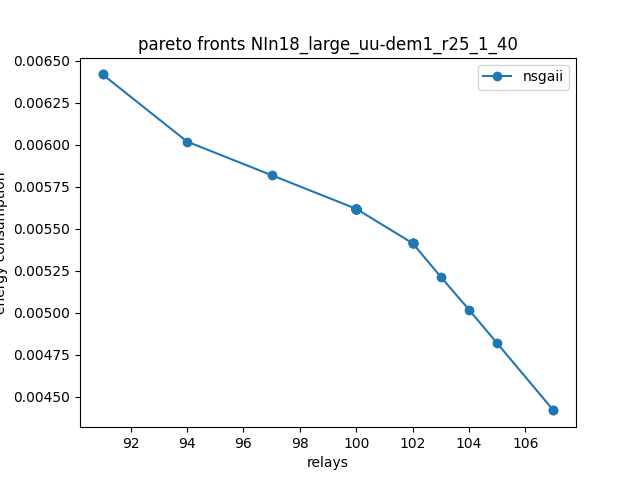 pareto fronts NIn18_large_uu-dem1_r25_1_40
nsgaii
0.00650
0.00625
0.00600
0.00575
0.00550
0.00525
0.00500
0.00475
0.00450
energy consumption
92 94 96 98 100 102 104 106
relays